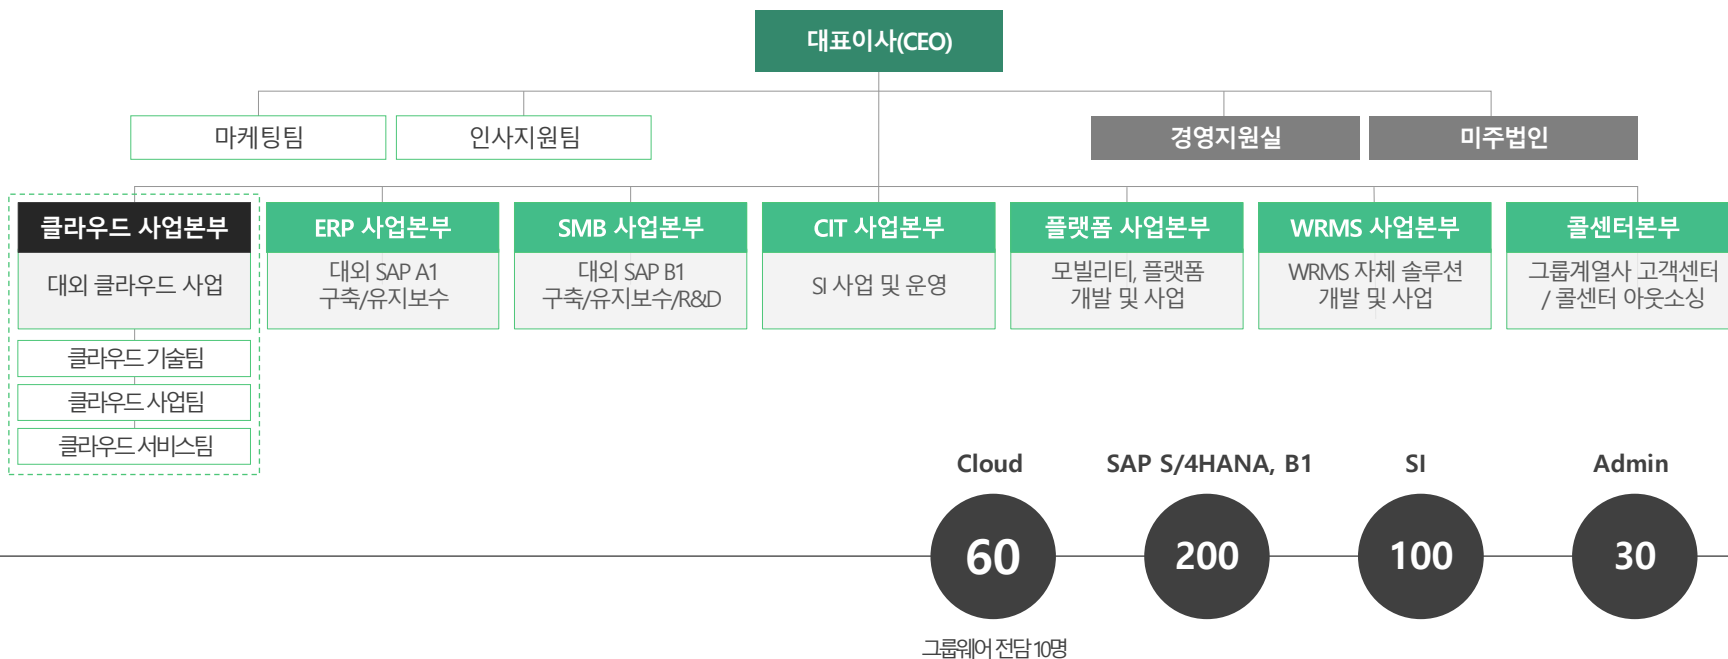 대표이사(CEO)
마케팅팀
인사지원팀
경영지원실
미주법인
클라우드 사업본부
대외 클라우드 사업
클라우드 기술팀
클라우드 사업팀
클라우드 서비스팀
ERP 사업본부
대외 SAP A1
구축/유지보수
SMB 사업본부
대외 SAP B1
구축/유지보수/R&D
CIT 사업본부
SI 사업 및 운영
플랫폼 사업본부
모빌리티, 플랫폼
개발 및 사업
WRMS 사업본부
WRMS 자체 솔루션
개발 및 사업
콜센터본부
그룹계열사 고객센터
/ 콜센터 아웃소싱
Cloud
60
그룹웨어 전담 10명
SAP S/4HANA, B1
200
SI
100
Admin
30